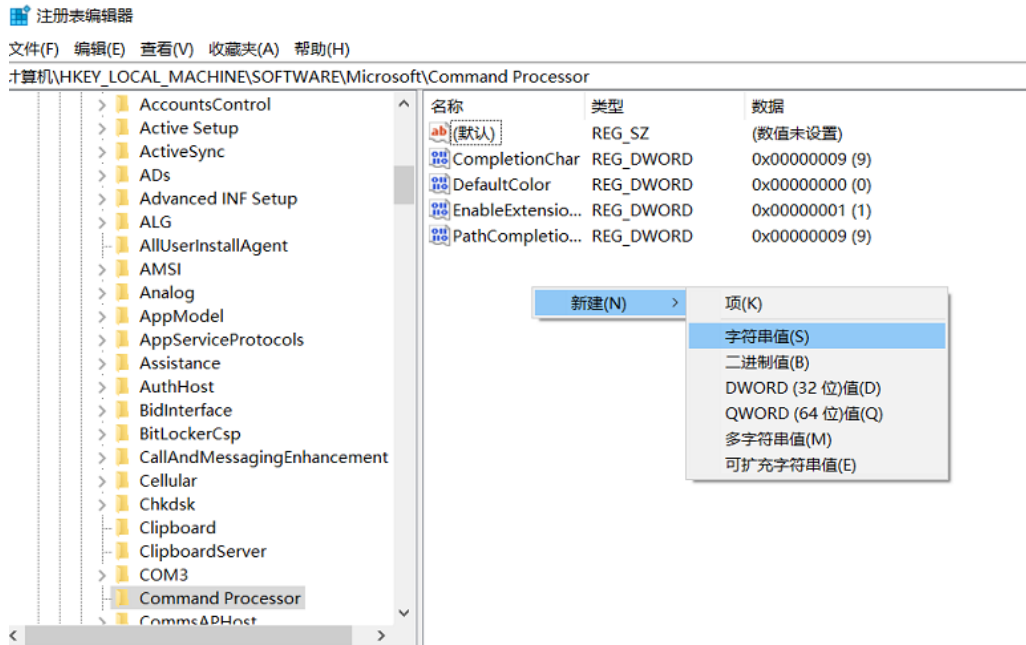 注册表编辑器
文件(F) 编辑(E) 查看(V) 收藏夹(A) 帮助(H)
计算机\HKEY_LOCAL_MACHINE\SOFTWARE\Microsoft\Command Processor
AccountsControl
Active Setup
ActiveSync
ADs
Advanced INF Setup
ALG
AllUserInstallAgent
AMSI
Analog
AppModel
AppServiceProtocols
Assistance
AuthHost
BidInterface
BitLockerCsp
CallAndMessagingEnhancement
Cellular
Chkdsk
Clipboard
ClipboardServer
COM3
Command Processor
CommsAPHost
名称 类型 数据
(默认) REG_SZ (数值未设置)
CompletionChar REG_DWORD 0x00000009 (9)
DefaultColor REG_DWORD 0x00000000 (0)
EnableExtensio... REG_DWORD 0x00000001 (1)
PathCompletio... REG_DWORD 0x00000009 (9)
新建(N)
项(K)
字符串值(S)
二进制值(B)
DWORD (32 位)值(D)
QWORD (64 位)值(Q)
多字符串值(M)
可扩充字符串值(E)